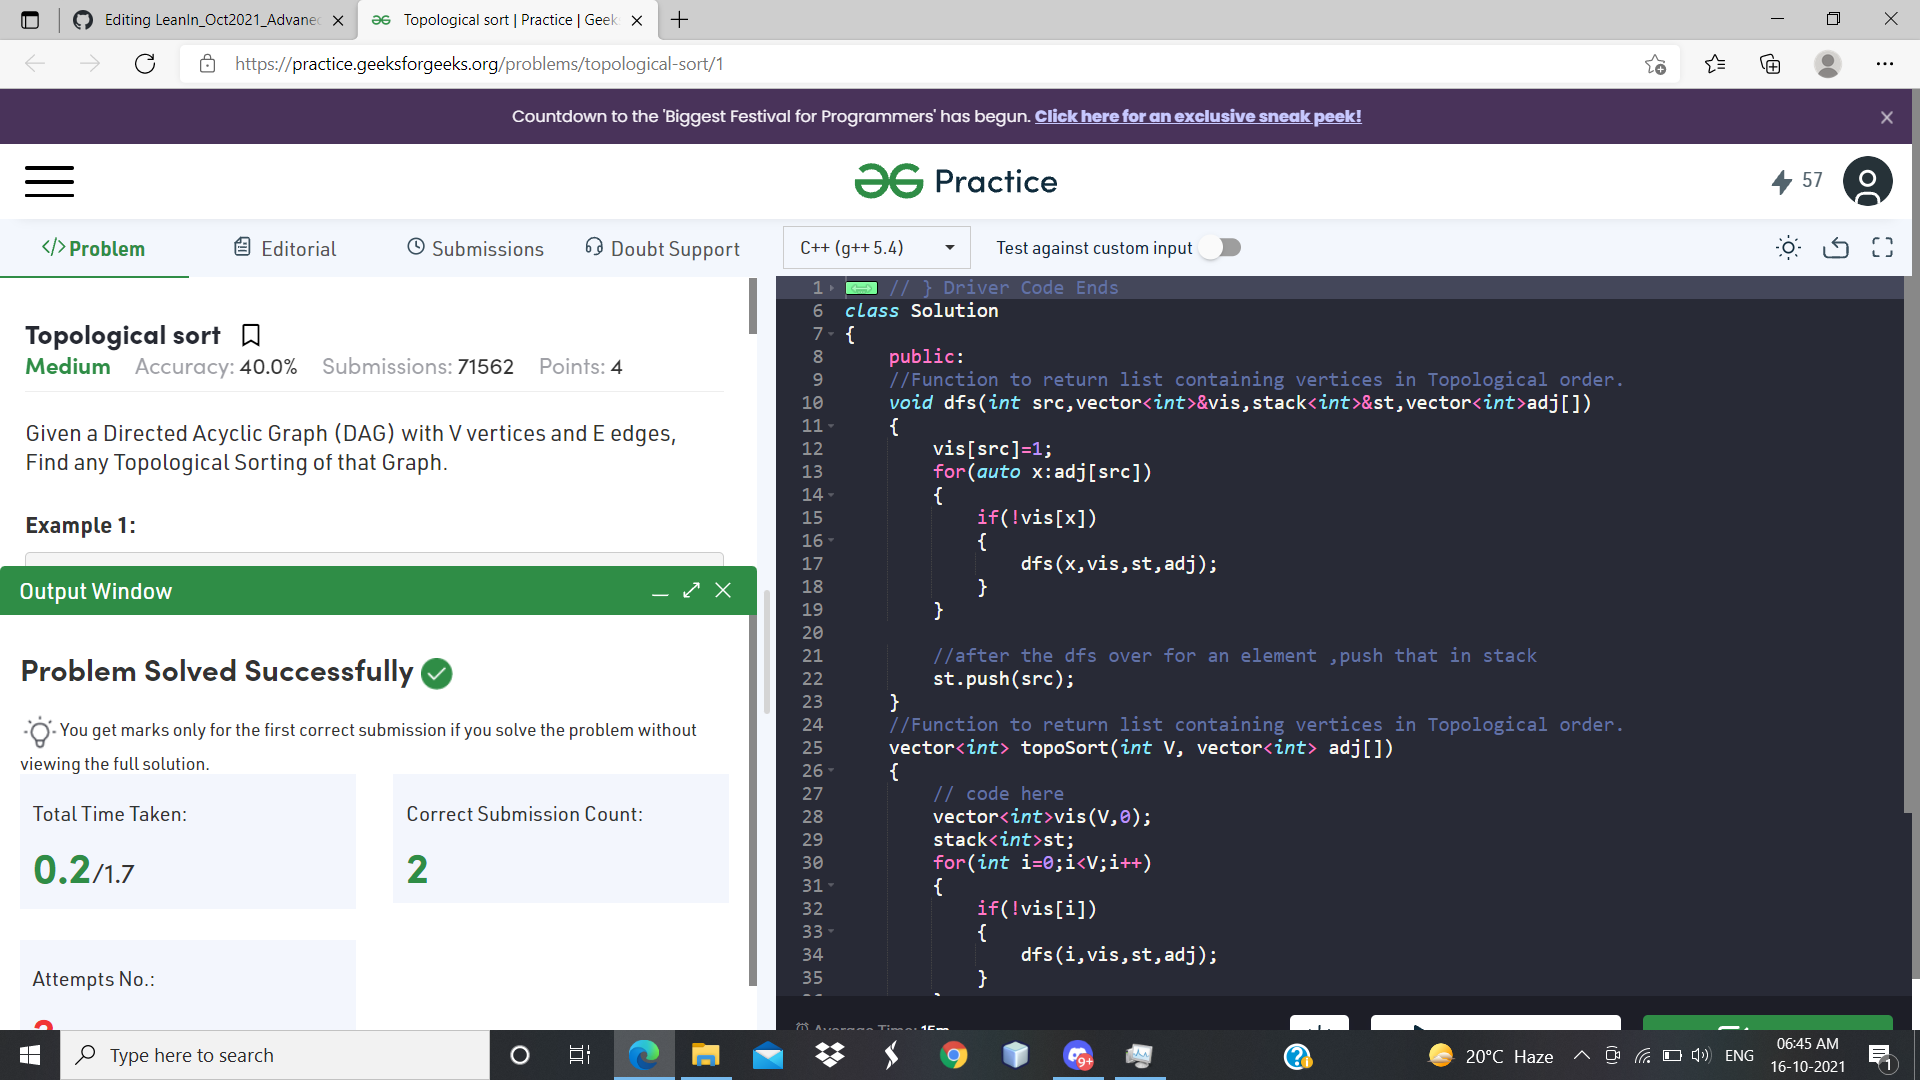 Editing LeanIn_Oct2021_Advane
Topological sort | Practice | Geek
https://practice.geeksforgeeks.org/problems/topological-sort/1
Countdown to the 'Biggest Festival for Programmers' has begun. Click here for an exclusive sneak peek!
Practice
57
</> Problem
Editorial
Submissions
Doubt Support
C++ (g++ 5.4)
Test against custom input
Topological sort
Medium Accuracy: 40.0% Submissions: 71562 Points: 4
Given a Directed Acyclic Graph (DAG) with V vertices and E edges,
Find any Topological Sorting of that Graph.
Example 1:
Output Window
Problem Solved Successfully
You get marks only for the first correct submission if you solve the problem without
viewing the full solution.
Total Time Taken:
0.2/1.7
Correct Submission Count:
2
Attempts No.:
1 // } Driver Code Ends
6 class Solution
7 {
8 public:
9 //Function to return list containing vertices in Topological order.
10 void dfs(int src,vector<int>&vis,stack<int>&st,vector<int>adj[])
11 {
12 vis[src]=1;
13 for(auto x:adj[src])
14 {
15 if(!vis[x])
16 {
17 dfs(x,vis,st,adj);
18 }
19 }
20
21 //after the dfs over for an element ,push that in stack
22 st.push(src);
23 }
24 //Function to return list containing vertices in Topological order.
25 vector<int> topoSort(int V, vector<int> adj[])
26 {
27 // code here
28 vector<int>vis(V,0);
29 stack<int>st;
30 for(int i=0;i<V;i++)
31 {
32 if(!vis[i])
33 {
34 dfs(i,vis,st,adj);
35 }
Average Time: 15m
Type here to search
9+
20°C Haze
ENG
06:45 AM
16-10-2021
1